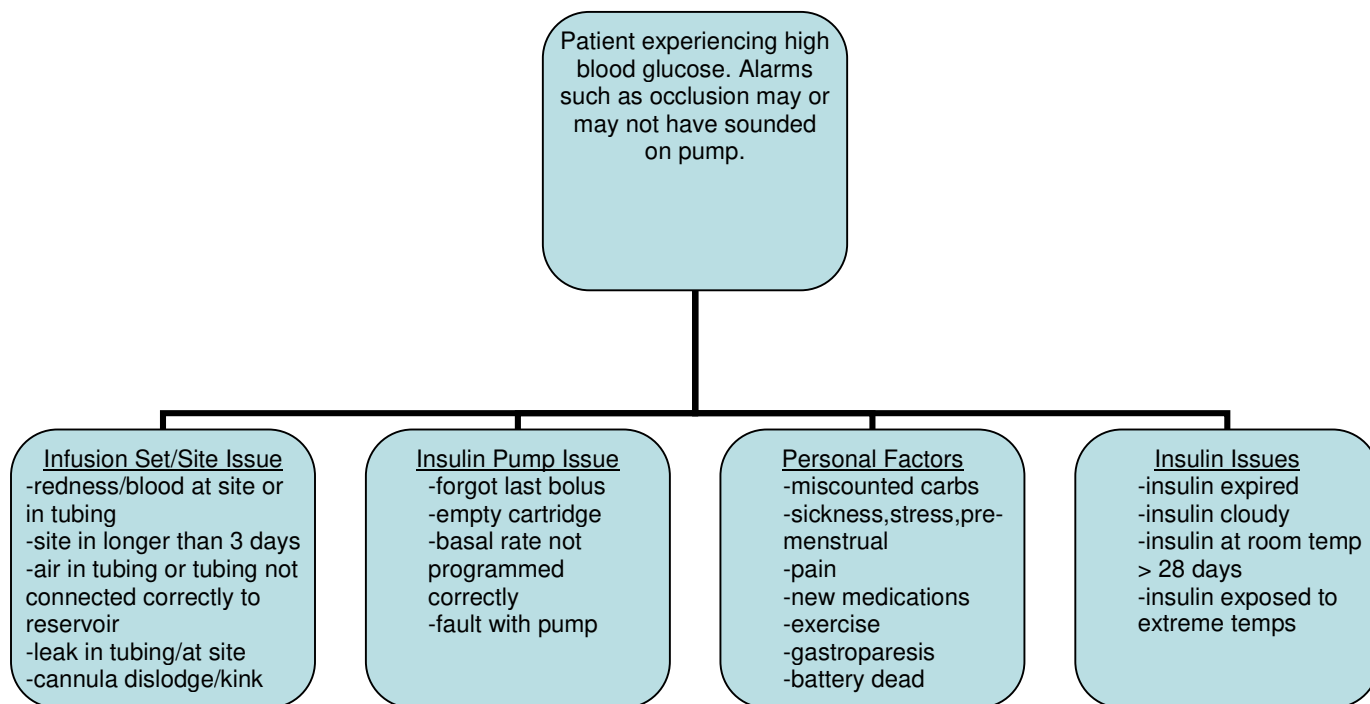 Patient experiencing high
blood glucose. Alarms
such as occlusion may or
may not have sounded
on pump.
Infusion Set/Site Issue
-redness/blood at site or
in tubing
-site in longer than 3 days
-air in tubing or tubing not
connected correctly to
reservoir
-leak in tubing/at site
-cannula dislodge/kink
Insulin Pump Issue
-forgot last bolus
-empty cartridge
-basal rate not
programmed
correctly
-fault with pump
Personal Factors
-miscounted carbs
-sickness,stress,pre-
menstrual
-pain
-new medications
-exercise
-gastroparesis
-battery dead
Insulin Issues
-insulin expired
-insulin cloudy
-insulin at room temp
> 28 days
-insulin exposed to
extreme temps